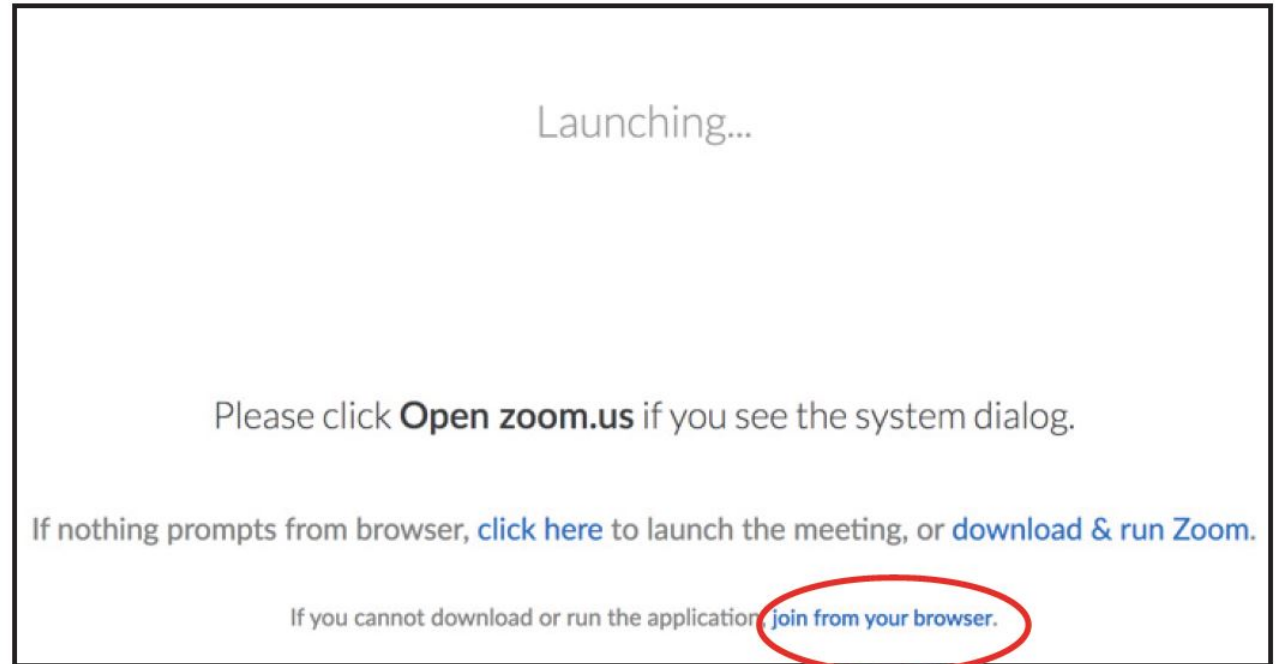 Launching...
Please click Open zoom.us if you see the system dialog.
If nothing prompts from browser, click here to launch the meeting, or download & run Zoom.
If you cannot download or run the application, join from your browser.